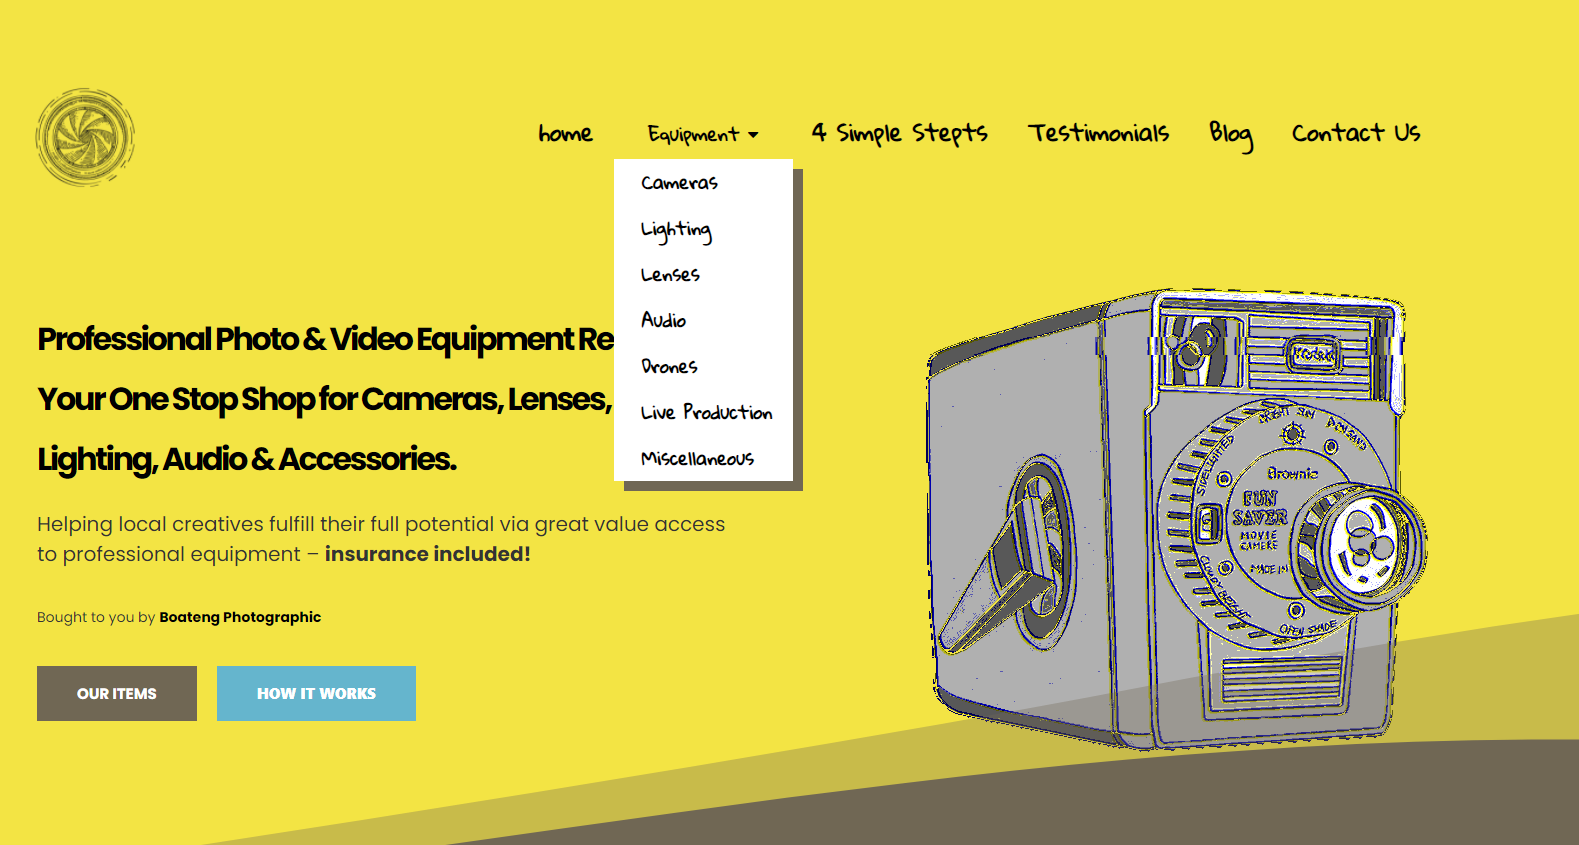 home
Equipment
4 Simple Stepts
Testimonials
Blog
Contact Us
Cameras
Lighting
Lenses
Audio
Drones
Live Production
Miscellaneous
Professional Photo & Video Equipment Re
Your One Stop Shop for Cameras, Lenses,
Lighting, Audio & Accessories.
Helping local creatives fulfill their full potential via great value access
to professional equipment – insurance included!
Bought to you by Boateng Photographic
OUR ITEMS
HOW IT WORKS
Kodak
BRIGHT SUN
Brownie
FUN
SAVER
MOVIE
CAMERA
MADE IN
CLOUDY BRIGHT
OPEN SHADE